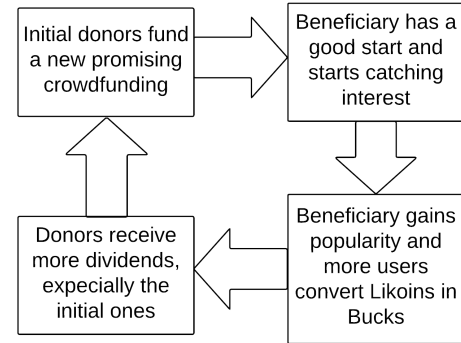 Initial donors fund
a new promising
crowdfunding
Beneficiary has a
good start and
starts catching
interest
Beneficiary gains
popularity and
more users
convert Likoins in
Bucks
Donors receive
more dividends,
expecially the
initial ones